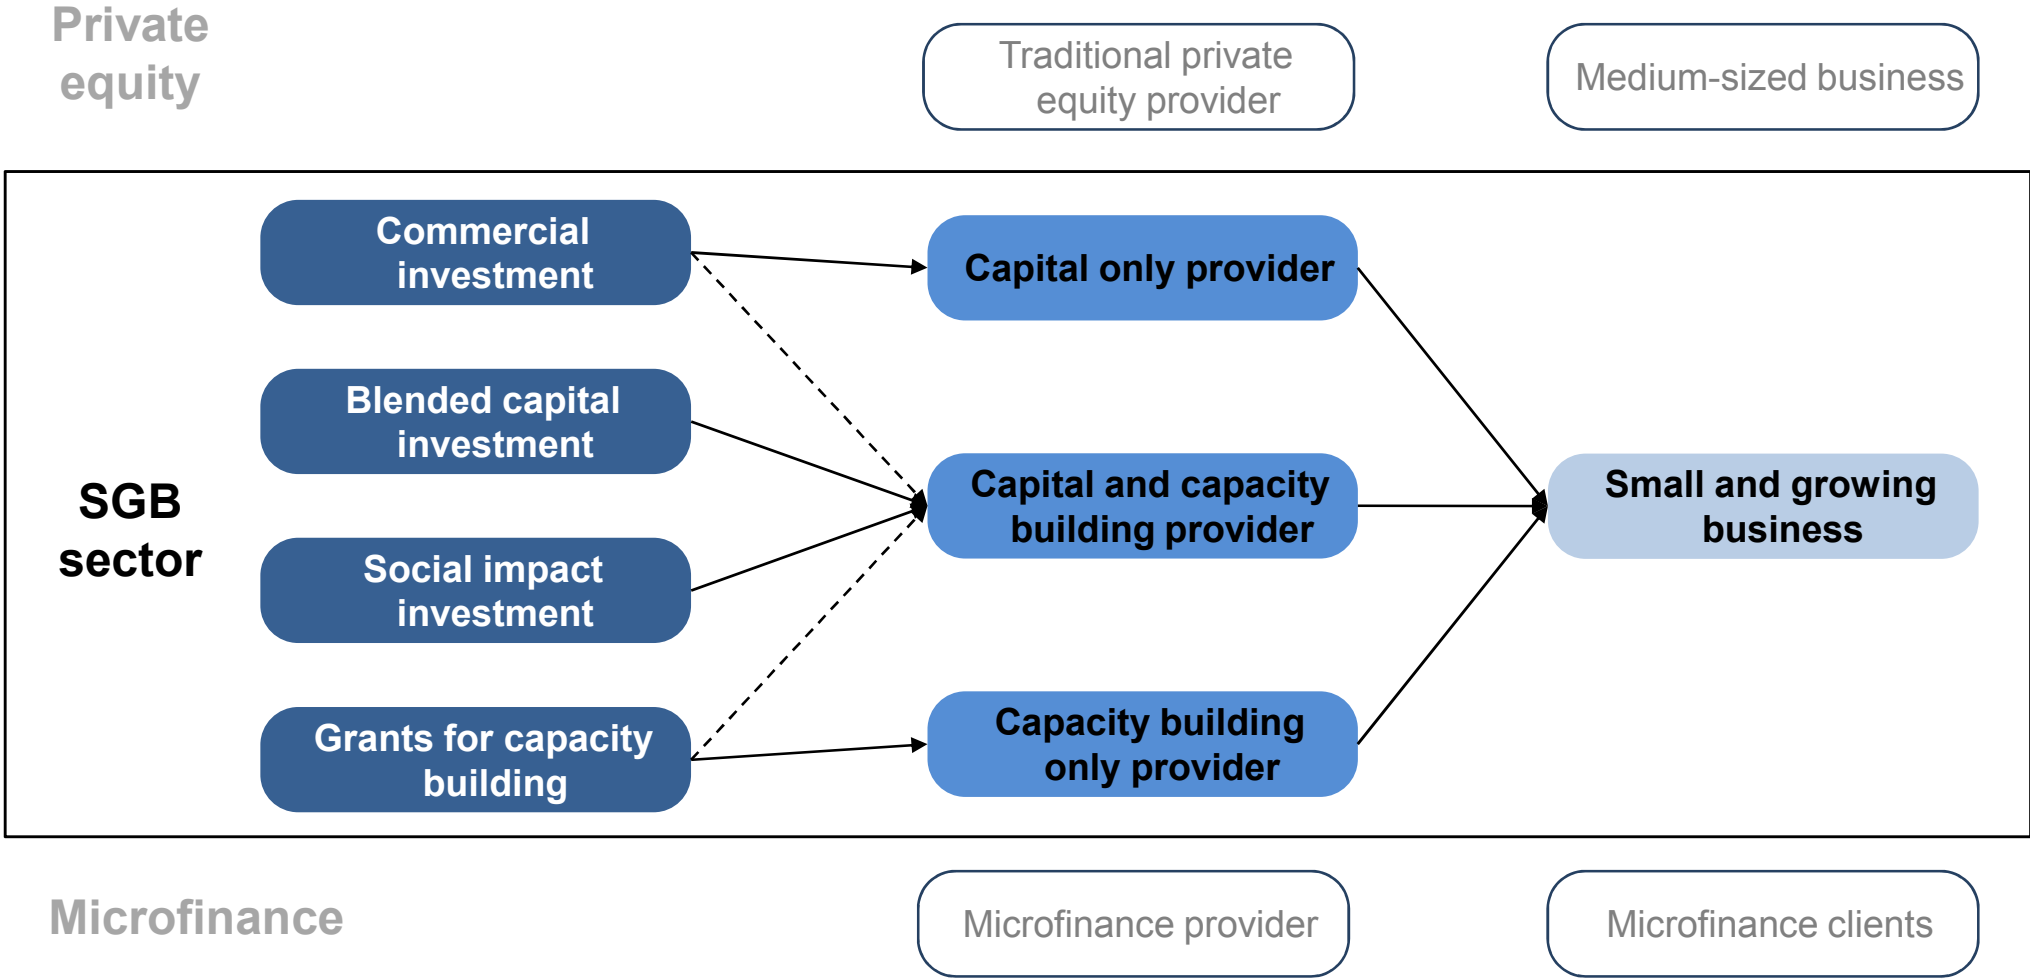 Private
equity
Traditional private
equity provider
Medium-sized business
SGB
sector
Commercial
investment
Blended capital
investment
Social impact
investment
Grants for capacity
building
Capital only provider
Capital and capacity
building provider
Capacity building
only provider
Small and growing
business
Microfinance
Microfinance provider
Microfinance clients